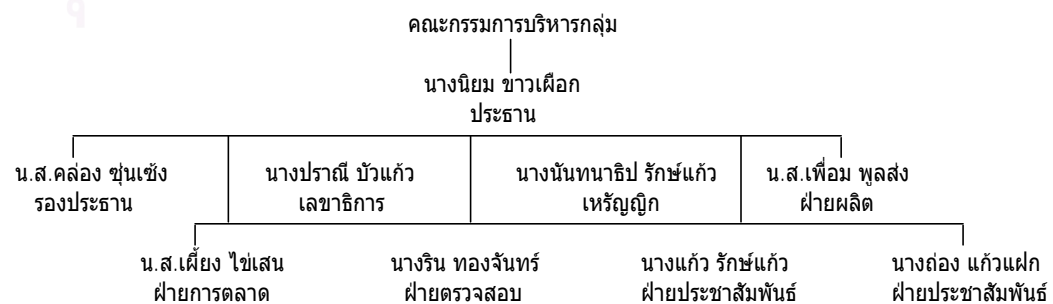 คณะกรรมการบริหารกลุ่ม
นางนิยม ขาวเผือก
ประธาน
น.ส.คล่อง ซุ่นเซ้ง
รองประธาน
นางปราณี บัวแก้ว
เลขาธิการ
นางนันทนาธิป รักษ์แก้ว
เหรัญญิก
น.ส.เพื่อม พูลส่ง
ฝ่ายผลิต
น.ส.เผี้ยง ไข่เสน
ฝ่ายการตลาด
นางริน ทองจันทร์
ฝ่ายตรวจสอบ
นางแก้ว รักษ์แก้ว
ฝ่ายประชาสัมพันธ์
นางถ่อง แก้วแฝก
ฝ่ายประชาสัมพันธ์